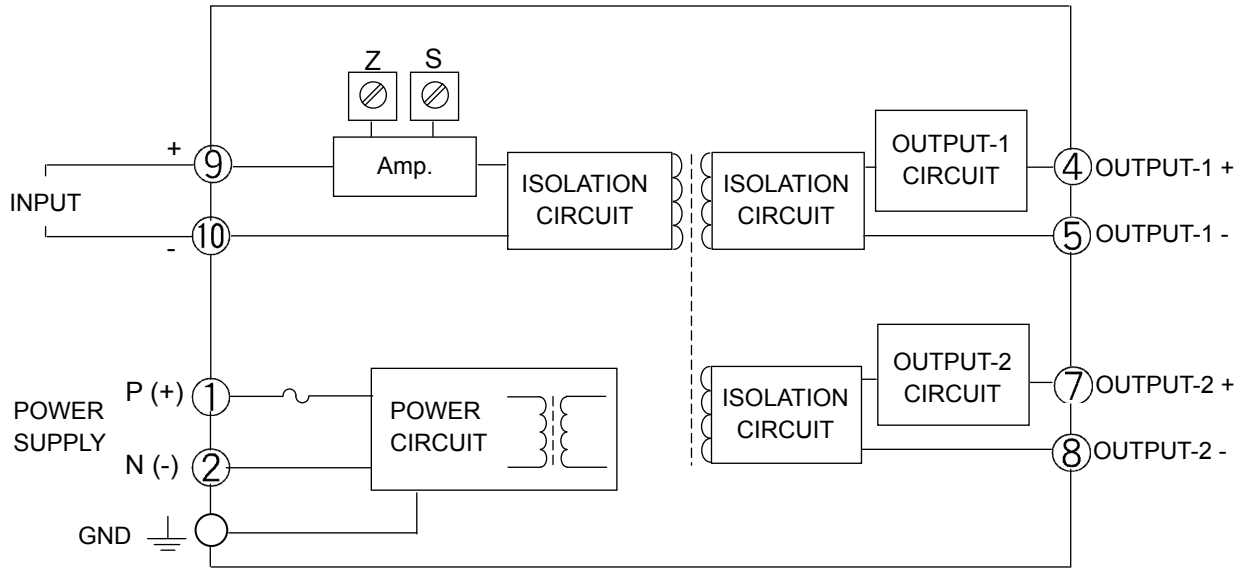 Z S
+ 9
Amp.
OUTPUT-1
CIRCUIT
4 OUTPUT-1 +
INPUT
ISOLATION
CIRCUIT
ISOLATION
CIRCUIT
- 10
5 OUTPUT-1 -
P (+) 1
POWER
SUPPLY
N (-) 2
POWER
CIRCUIT
ISOLATION
CIRCUIT
OUTPUT-2
CIRCUIT
7 OUTPUT-2 +
8 OUTPUT-2 -
GND